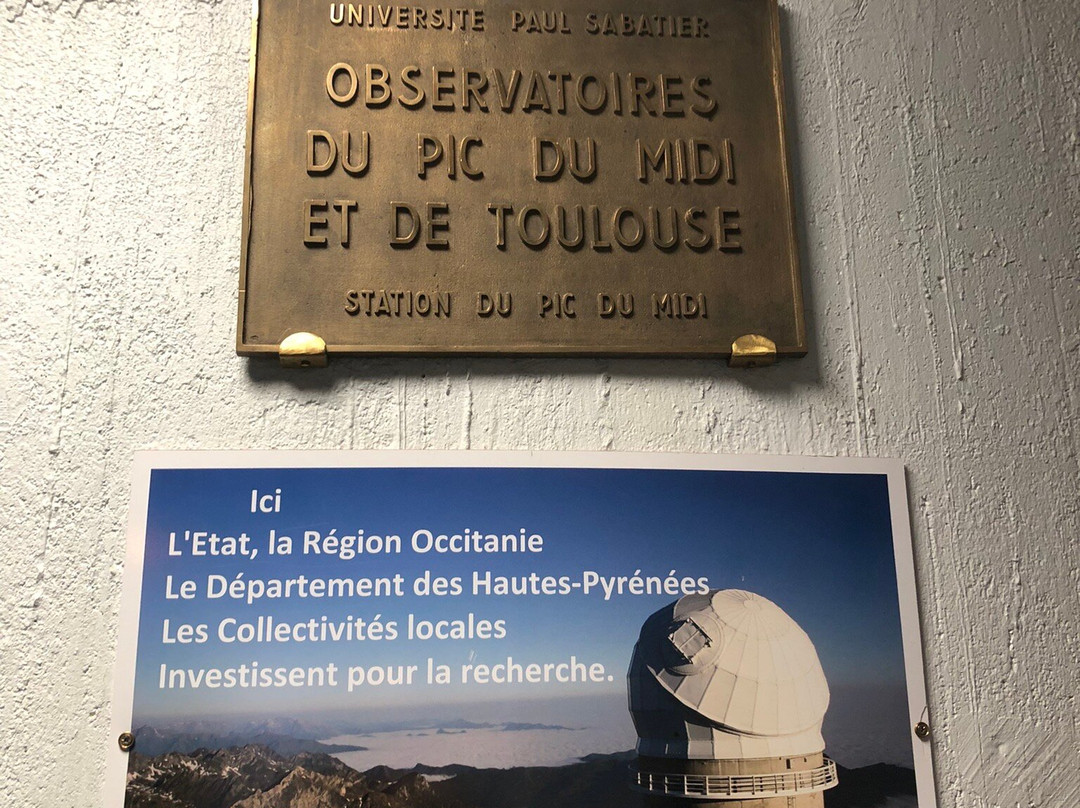 UNIVERSITE PAUL SABATIER
OBSERVATOIRES
DU PIC DU MIDI
ET DE TOULOUSE
STATION DU PIC DU MIDI
Ici
L'Etat, la Région Occitanie
Le Département des Hautes-Pyrénées
Les Collectivités locales
Investissent pour la recherche.